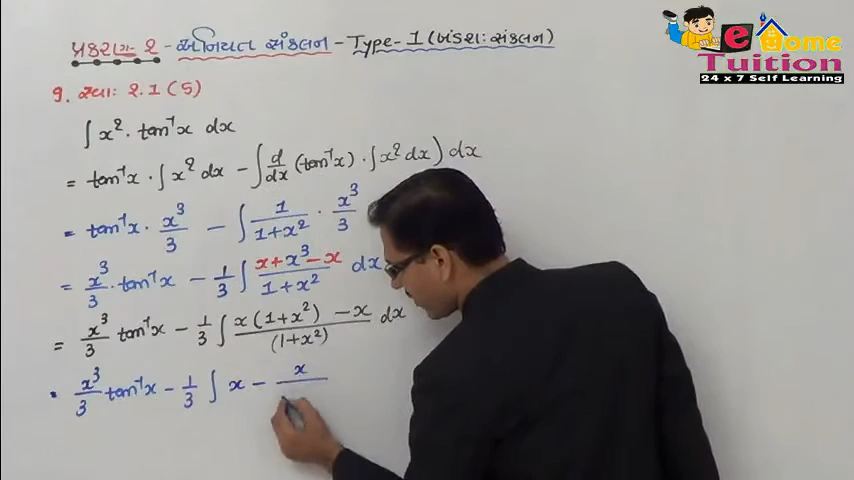 પ્રકરણ-૨ - અનિયત સંકલન - Type-1 (ખંડશઃ સંકલન)
e Home
Tuition
24 x 7 Self Learning
9. સ્વા: ૨.1 (5)
∫ x² · tan⁻¹x dx
= tan⁻¹x · ∫ x² dx - ∫ d/dx (tan⁻¹x) · ∫ x² dx) dx
= tan⁻¹x · x³/3 - ∫ 1/(1+x²) · x³/3
= x³/3 · tan⁻¹x - 1/3 ∫ (x+x³-x)/(1+x²) dx
= x³/3 tan⁻¹x - 1/3 ∫ (x(1+x²) - x)/(1+x²) dx
= x³/3 tan⁻¹x - 1/3 ∫ x - x